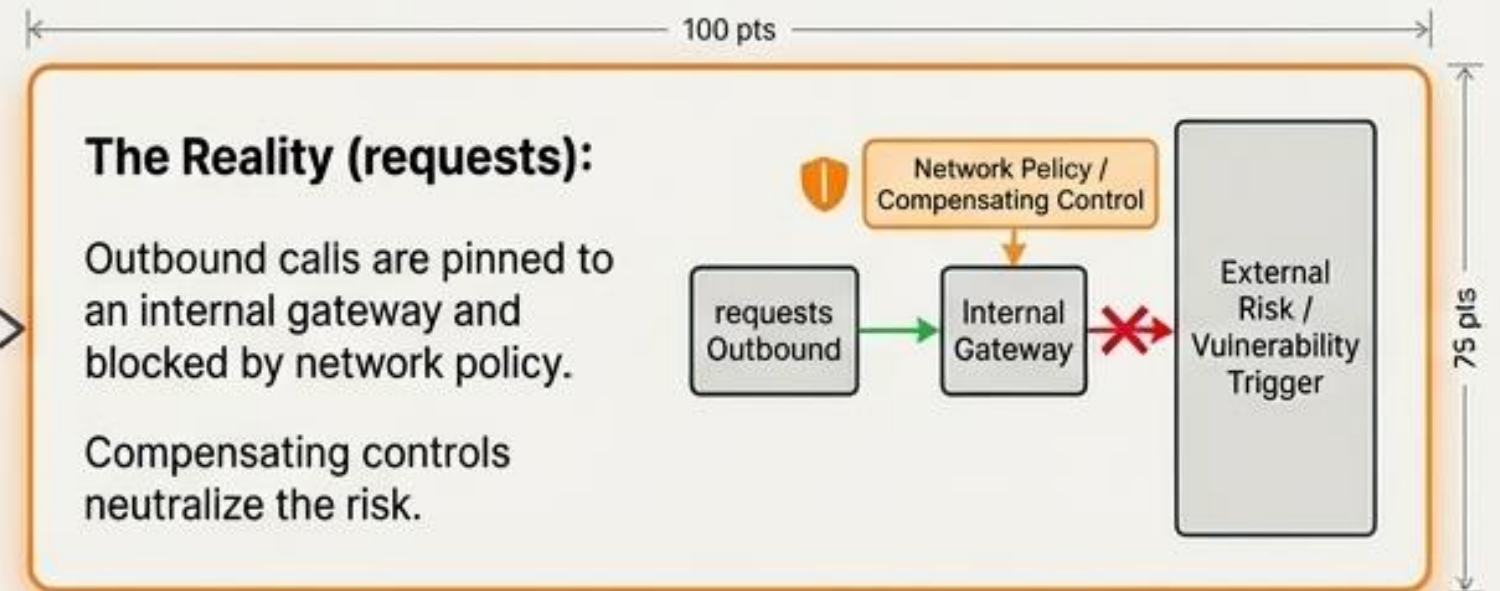 100 pts
The Reality (requests):
Outbound calls are pinned to
an internal gateway and
blocked by network policy.
Compensating controls
neutralize the risk.
Network Policy /
Compensating Control
requests
Outbound
Internal
Gateway
External
Risk /
Vulnerability
Trigger
75 pts